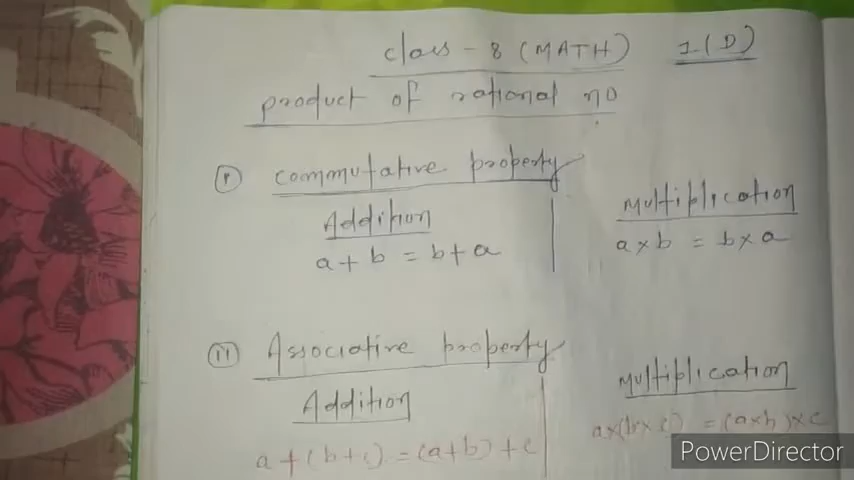 class - 8 (MATH) 1(D)
product of rational no
(i) commutative property
Addition
Multiplication
a + b = b + a
a × b = b × a
(ii) Associative property
Addition
Multiplication
a + (b + c) = (a + b) + c
a × (b × c) = (a × b) × c
PowerDirector